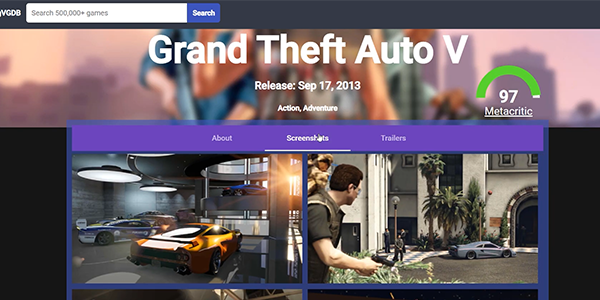 VGDB
Search 500,000+ games
Search
Grand Theft Auto V
Release: Sep 17, 2013
Action, Adventure
97
Metacritic
About
Screenshots
Trailers